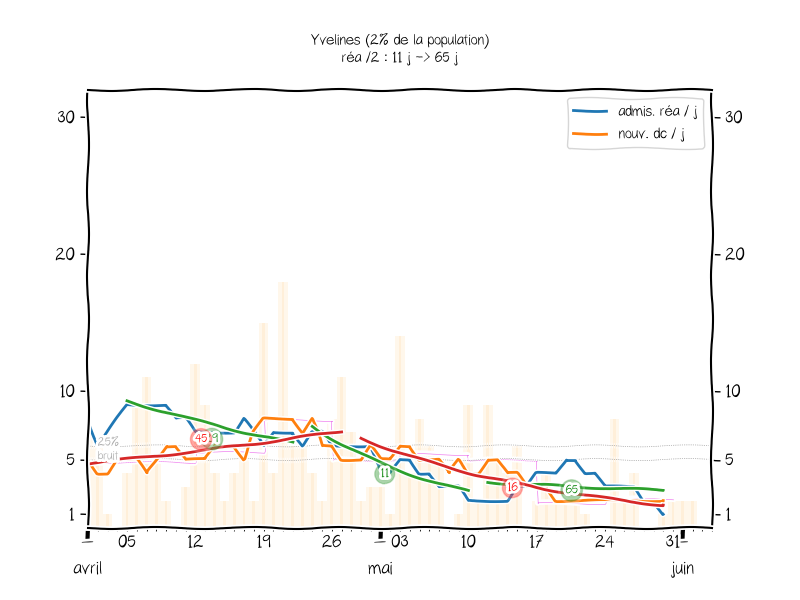 Yvelines (2% de la population)
réa /2 : 11 j -> 65 j
admis. réa / j
nouv. dc / j
30 30
20 20
10 10
5 5
1 1
25%
bruit
45 9
11
16
65
05 12 19 26 03 10 17 24 31
avril mai juin